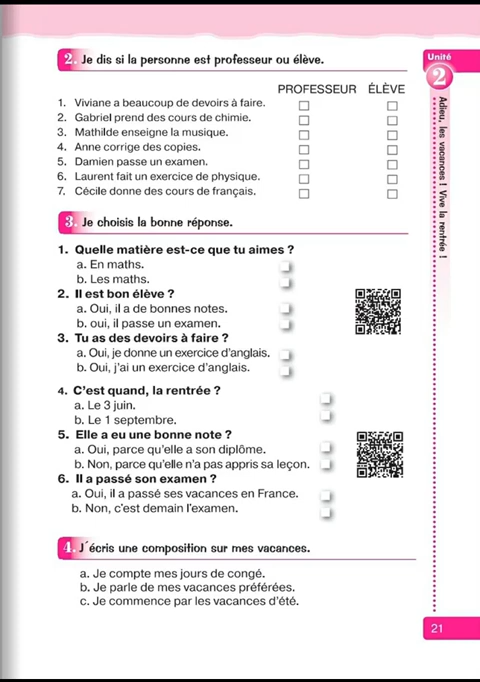 2. Je dis si la personne est professeur ou élève.
Unité
2
Adieu, les vacances ! Vive la rentrée !
PROFESSEUR ÉLÈVE
1. Viviane a beaucoup de devoirs à faire.
2. Gabriel prend des cours de chimie.
3. Mathilde enseigne la musique.
4. Anne corrige des copies.
5. Damien passe un examen.
6. Laurent fait un exercice de physique.
7. Cécile donne des cours de français.
3. Je choisis la bonne réponse.
1. Quelle matière est-ce que tu aimes ?
a. En maths.
b. Les maths.
2. Il est bon élève ?
a. Oui, il a de bonnes notes.
b. oui, il passe un examen.
3. Tu as des devoirs à faire ?
a. Oui, je donne un exercice d'anglais.
b. Oui, j'ai un exercice d'anglais.
4. C'est quand, la rentrée ?
a. Le 3 juin.
b. Le 1 septembre.
5. Elle a eu une bonne note ?
a. Oui, parce qu'elle a son diplôme.
b. Non, parce qu'elle n'a pas appris sa leçon.
6. Il a passé son examen ?
a. Oui, il a passé ses vacances en France.
b. Non, c'est demain l'examen.
4. J'écris une composition sur mes vacances.
a. Je compte mes jours de congé.
b. Je parle de mes vacances préférées.
c. Je commence par les vacances d'été.
21